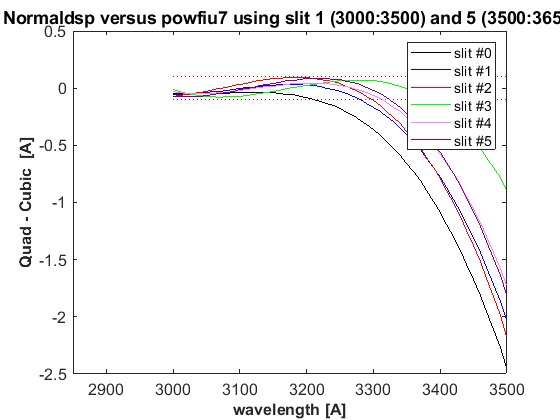 Normaldsp versus powfiu7 using slit 1 (3000:3500) and 5 (3500:365
0.5
0
-0.5
-1
-1.5
-2
-2.5
Quad - Cubic [A]
slit #0
slit #1
slit #2
slit #3
slit #4
slit #5
2900 3000 3100 3200 3300 3400 3500
wavelength [A]